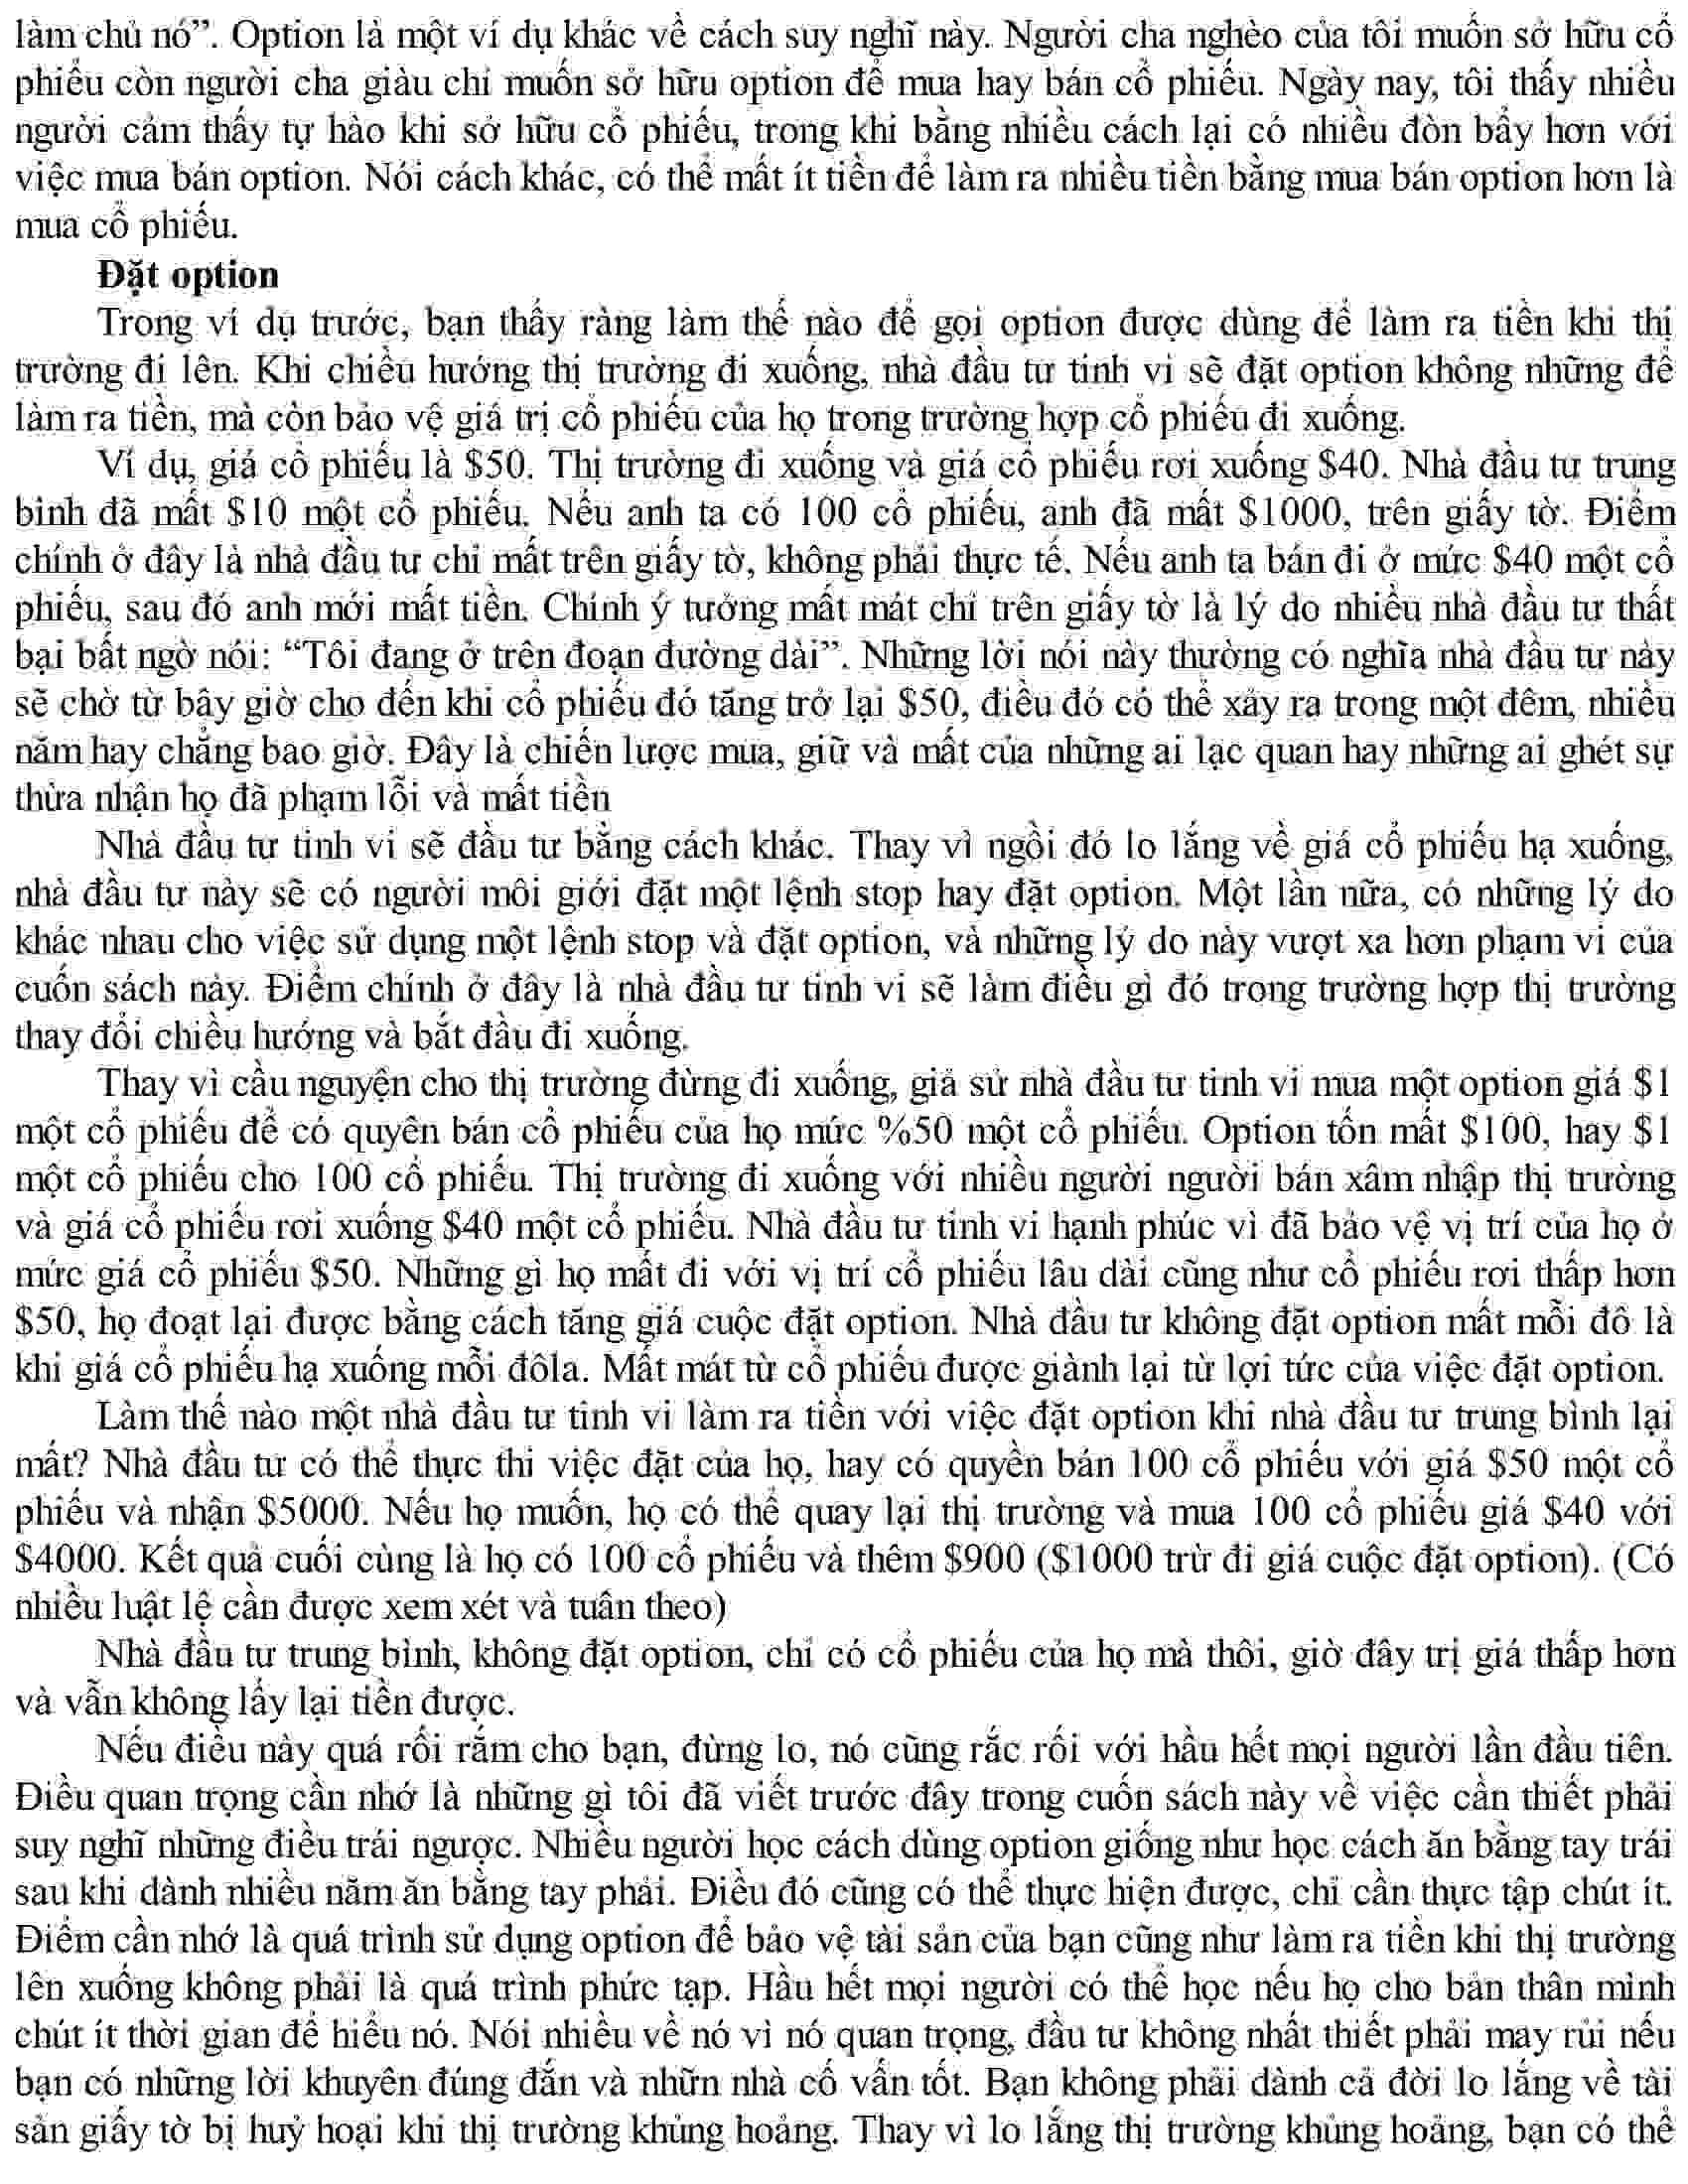 làm chủ nó”. Option là một ví dụ khác về cách suy nghĩ này. Người cha nghèo của tôi muốn sở hữu cổ
phiếu còn người cha giàu chỉ muốn sở hữu option để mua hay bán cổ phiếu. Ngày nay, tôi thấy nhiều
người cảm thấy tự hào khi sở hữu cổ phiếu, trong khi bằng nhiều cách lại có nhiều đòn bẩy hơn với
việc mua bán option. Nói cách khác, có thể mất ít tiền để làm ra nhiều tiền bằng mua bán option hơn là
mua cổ phiếu.
Đặt option
Trong ví dụ trước, bạn thấy ràng làm thế nào để gọi option được dùng để làm ra tiền khi thị
trường đi lên. Khi chiều hướng thị trường đi xuống, nhà đầu tư tinh vi sẽ đặt option không những để
làm ra tiền, mà còn bảo vệ giá trị cổ phiếu của họ trong trường hợp cổ phiếu đi xuống.
Ví dụ, giá cổ phiếu là $50. Thị trường đi xuống và giá cổ phiếu rơi xuống $40. Nhà đầu tư trung
bình đã mất $10 một cổ phiếu. Nếu anh ta có 100 cổ phiếu, anh đã mất $1000, trên giấy tờ. Điểm
chính ở đây là nhà đầu tư chỉ mất trên giấy tờ, không phải thực tế. Nếu anh ta bán đi ở mức $40 một cổ
phiếu, sau đó anh mới mất tiền. Chính ý tưởng mất mát chỉ trên giấy tờ là lý do nhiều nhà đầu tư thất
bại bất ngờ nói: “Tôi đang ở trên đoạn đường dài”. Những lời nói này thường có nghĩa nhà đầu tư này
sẽ chờ từ bây giờ cho đến khi cổ phiếu đó tăng trở lại $50, điều đó có thể xảy ra trong một đêm, nhiều
năm hay chẳng bao giờ. Đây là chiến lược mua, giữ và mất của những ai lạc quan hay những ai ghét sự
thừa nhận họ đã phạm lỗi và mất tiền
Nhà đầu tư tinh vi sẽ đầu tư bằng cách khác. Thay vì ngồi đó lo lắng về giá cổ phiếu hạ xuống,
nhà đầu tư này sẽ có người môi giới đặt một lệnh stop hay đặt option. Một lần nữa, có những lý do
khác nhau cho việc sử dụng một lệnh stop và đặt option, và những lý do này vượt xa hơn phạm vi của
cuốn sách này. Điểm chính ở đây là nhà đầu tư tinh vi sẽ làm điều gì đó trong trường hợp thị trường
thay đổi chiều hướng và bắt đầu đi xuống.
Thay vì cầu nguyện cho thị trường đừng đi xuống, giả sử nhà đầu tư tinh vi mua một option giá $1
một cổ phiếu để có quyền bán cổ phiếu của họ mức %50 một cổ phiếu. Option tốn mất $100, hay $1
một cổ phiếu cho 100 cổ phiếu. Thị trường đi xuống với nhiều người người bán xâm nhập thị trường
và giá cổ phiếu rơi xuống $40 một cổ phiếu. Nhà đầu tư tinh vi hạnh phúc vì đã bảo vệ vị trí của họ ở
mức giá cổ phiếu $50. Những gì họ mất đi với vị trí cổ phiếu lâu dài cũng như cổ phiếu rơi thấp hơn
$50, họ đoạt lại được bằng cách tăng giá cuộc đặt option. Nhà đầu tư không đặt option mất mỗi đô là
khi giá cổ phiếu hạ xuống mỗi đôla. Mất mát từ cổ phiếu được giành lại từ lợi tức của việc đặt option.
Làm thế nào một nhà đầu tư tinh vi làm ra tiền với việc đặt option khi nhà đầu tư trung bình lại
mất? Nhà đầu tư có thể thực thi việc đặt của họ, hay có quyền bán 100 cổ phiếu với giá $50 một cổ
phiếu và nhận $5000. Nếu họ muốn, họ có thể quay lại thị trường và mua 100 cổ phiếu giá $40 với
$4000. Kết quả cuối cùng là họ có 100 cổ phiếu và thêm $900 ($1000 trừ đi giá cuộc đặt option). (Có
nhiều luật lệ cần được xem xét và tuân theo)
Nhà đầu tư trung bình, không đặt option, chỉ có cổ phiếu của họ mà thôi, giờ đây trị giá thấp hơn
và vẫn không lấy lại tiền được.
Nếu điều này quá rối rắm cho bạn, đừng lo, nó cũng rắc rối với hầu hết mọi người lần đầu tiên.
Điều quan trọng cần nhớ là những gì tôi đã viết trước đây trong cuốn sách này về việc cần thiết phải
suy nghĩ những điều trái ngược. Nhiều người học cách dùng option giống như học cách ăn bằng tay trái
sau khi dành nhiều năm ăn bằng tay phải. Điều đó cũng có thể thực hiện được, chỉ cần thực tập chút ít.
Điểm cần nhớ là quá trình sử dụng option để bảo vệ tài sản của bạn cũng như làm ra tiền khi thị trường
lên xuống không phải là quá trình phức tạp. Hầu hết mọi người có thể học nếu họ cho bản thân mình
chút ít thời gian để hiểu nó. Nói nhiều về nó vì nó quan trọng, đầu tư không nhất thiết phải may rủi nếu
bạn có những lời khuyên đúng đắn và nhữn nhà cố vấn tốt. Bạn không phải dành cả đời lo lắng về tài
sản giấy tờ bị huỷ hoại khi thị trường khủng hoảng. Thay vì lo lắng thị trường khủng hoảng, bạn có thể